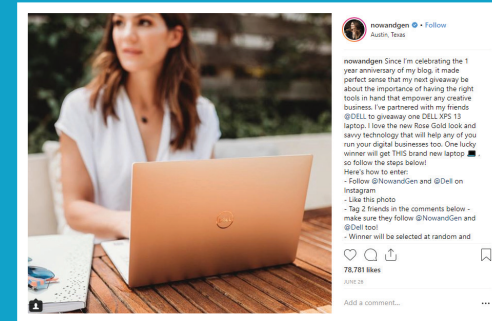 nowandgen • Follow
Austin, Texas
nowandgen Since I'm celebrating the 1
year anniversary of my blog, it made
perfect sense that my next giveaway be
about the importance of having the right
tools in hand that empower any creative
business. I've partnered with my friends
@DELL to giveaway one DELL XPS 13
laptop. I love the new Rose Gold look and
savvy technology that will help any of you
run your digital businesses too. One lucky
winner will get THIS brand new laptop 💻 .
so follow the steps below!
Here's how to enter:
- Follow @NowandGen and @Dell on
Instagram
- Like this photo
- Tag 2 friends in the comments below -
make sure they follow @NowandGen and
@Dell too!
- Winner will be selected at random and
78,781 likes
JUNE 26
Add a comment...